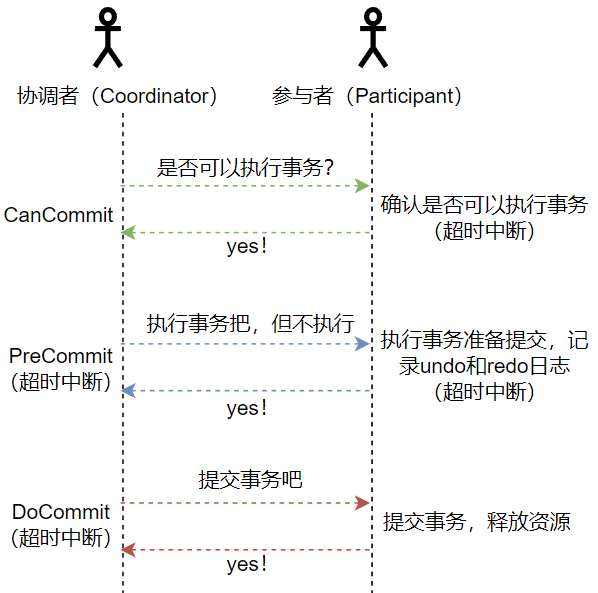 协调者（Coordinator）
参与者（Participant）
是否可以执行事务？
CanCommit
确认是否可以执行事务
（超时中断）
yes！
执行事务把，但不执行
PreCommit
（超时中断）
执行事务准备提交，记
录undo和redo日志
（超时中断）
yes！
提交事务吧
DoCommit
（超时中断）
提交事务，释放资源
yes！